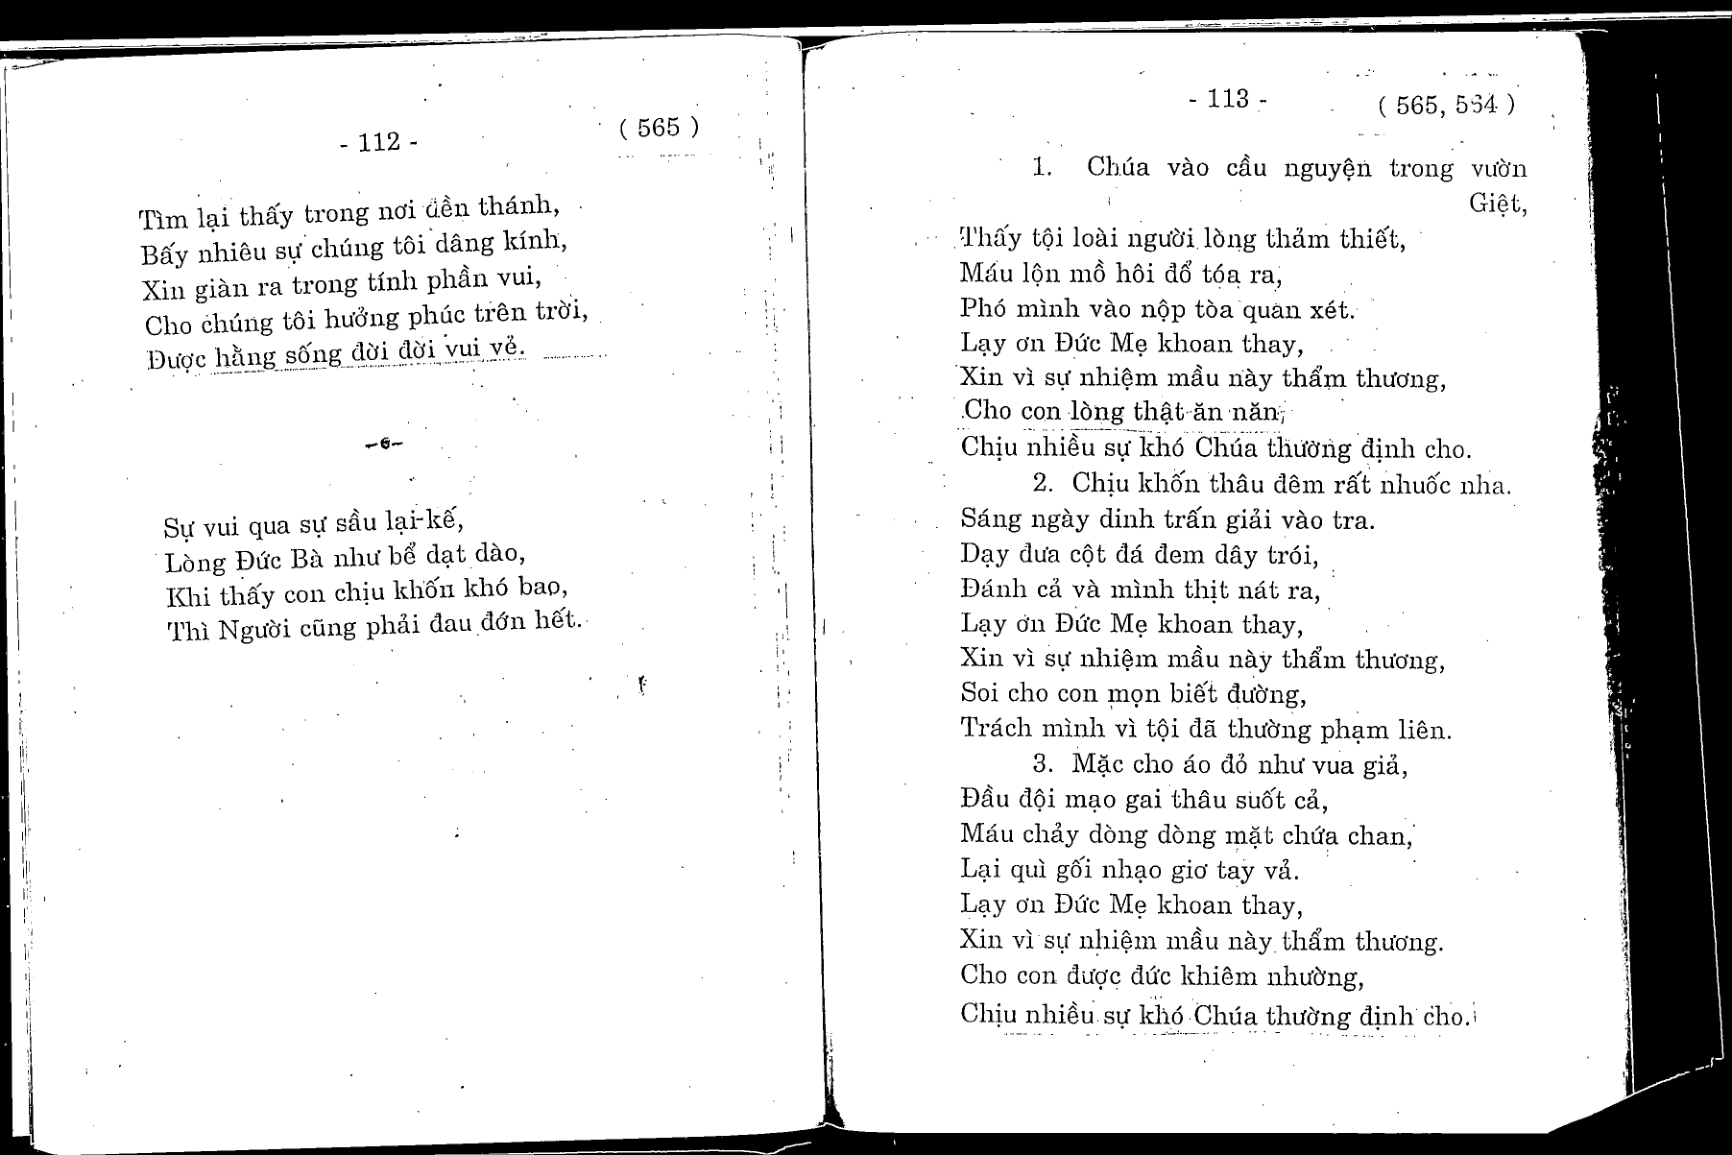 - 112 -
( 565 )
Tìm lại thấy trong nơi đền thánh,
Bấy nhiêu sự chúng tôi dâng kính,
Xin giàn ra trong tính phần vui,
Cho chúng tôi hưởng phúc trên trời,
Được hằng sống đời đời vui vẻ.
Sự vui qua sự sầu lại kế,
Lòng Đức Bà như bể dạt dào,
Khi thấy con chịu khốn khó bao,
Thì Người cũng phải đau đớn hết.
- 113 -
( 565, 564 )
1. Chúa vào cầu nguyện trong vườn
Giệt,
Thấy tội loài người lòng thảm thiết,
Máu lộn mồ hôi đổ tóa ra,
Phó mình vào nộp tòa quan xét.
Lạy ơn Đức Mẹ khoan thay,
Xin vì sự nhiệm mầu này thẩm thương,
Cho con lòng thật ăn năn,
Chịu nhiều sự khó Chúa thường định cho.
2. Chịu khốn thâu đêm rất nhuốc nha.
Sáng ngày dinh trấn giải vào tra.
Dạy đưa cột đá đem dây trói,
Đánh cả và mình thịt nát ra,
Lạy ơn Đức Mẹ khoan thay,
Xin vì sự nhiệm mầu này thẩm thương,
Soi cho con mọn biết đường,
Trách mình vì tội đã thường phạm liên.
3. Mặc cho áo đỏ như vua giả,
Đầu đội mạo gai thâu suốt cả,
Máu chảy dòng dòng mặt chứa chan,
Lại quì gối nhạo giơ tay vả.
Lạy ơn Đức Mẹ khoan thay,
Xin vì sự nhiệm mầu này thẩm thương.
Cho con được đức khiêm nhường,
Chịu nhiều sự khó Chúa thường định cho.